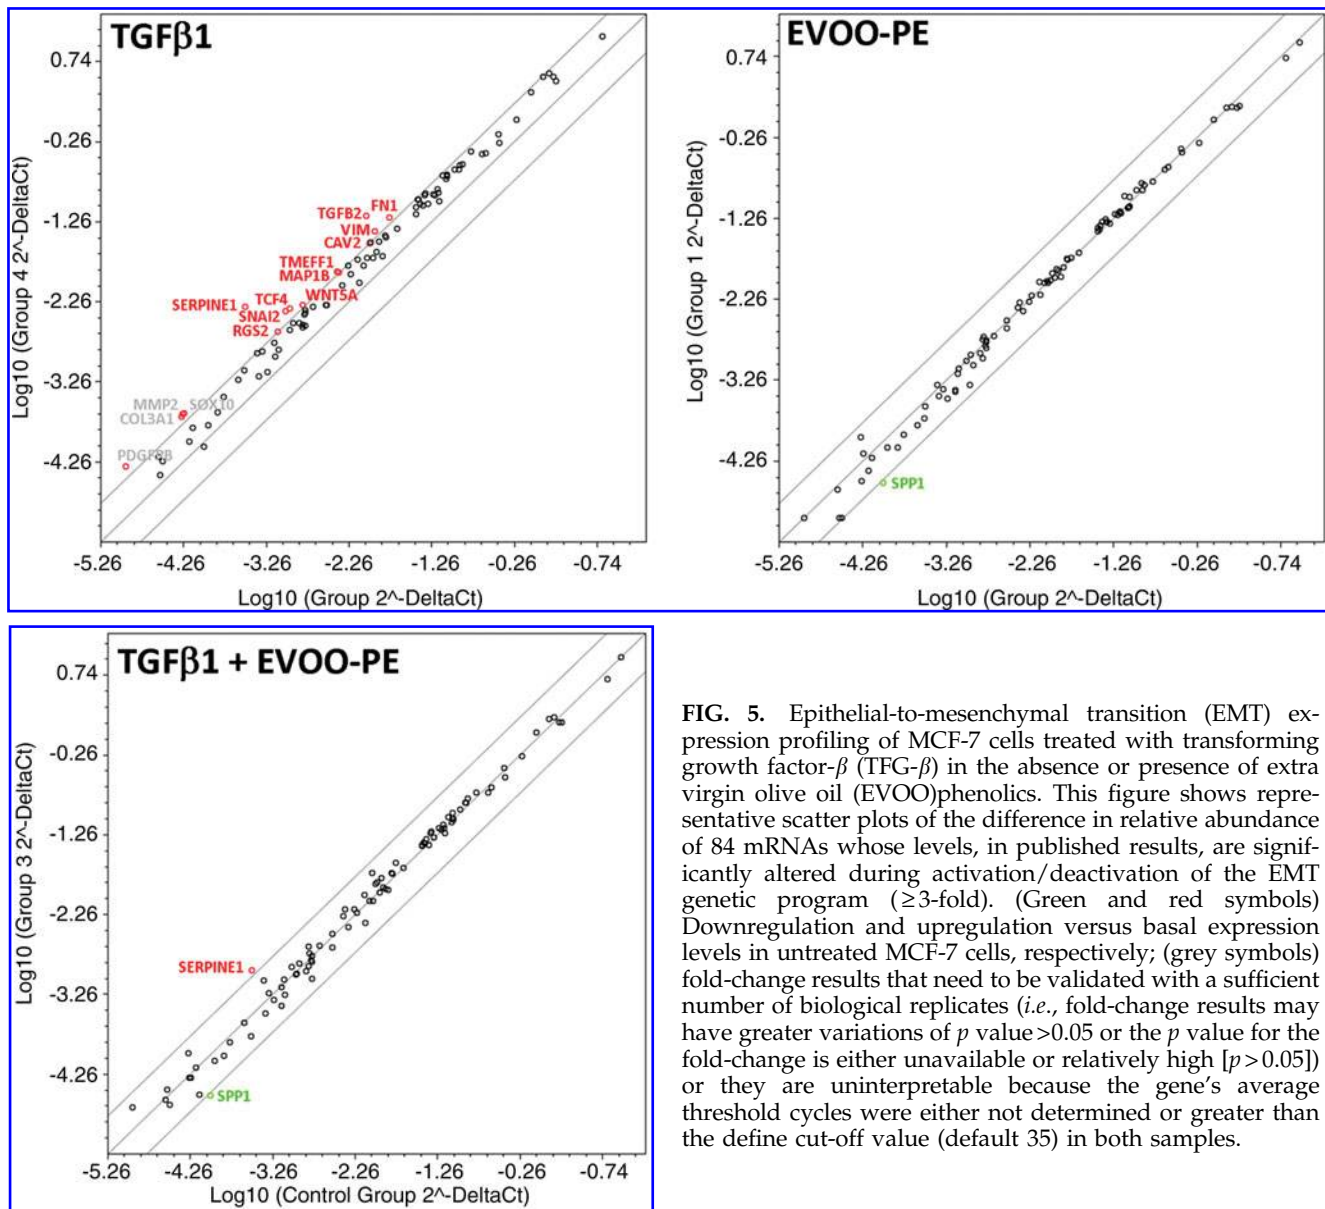 TGFβ1
0.74
-0.26
-1.26
-2.26
-3.26
-4.26
Log10 (Group 4 2^-DeltaCt)
FN1
TGFB2
VIM
CAV2
TMEFF1
MAP1B
WNT5A
TCF4
SERPINE1
SNAI2
RGS2
MMP2 SOX10
COL3A1
PDGFRB
-5.26 -4.26 -3.26 -2.26 -1.26 -0.26 -0.74
Log10 (Group 2^-DeltaCt)
EVOO-PE
0.74
-0.26
-1.26
-2.26
-3.26
-4.26
Log10 (Group 1 2^-DeltaCt)
SPP1
-5.26 -4.26 -3.26 -2.26 -1.26 -0.26 -0.74
Log10 (Group 2^-DeltaCt)
TGFβ1 + EVOO-PE
0.74
-0.26
-1.26
-2.26
-3.26
-4.26
Log10 (Group 3 2^-DeltaCt)
SERPINE1
SPP1
-5.26 -4.26 -3.26 -2.26 -1.26 -0.26 -0.74
Log10 (Control Group 2^-DeltaCt)
FIG. 5. Epithelial-to-mesenchymal transition (EMT) ex-
pression profiling of MCF-7 cells treated with transforming
growth factor-β (TFG-β) in the absence or presence of extra
virgin olive oil (EVOO)phenolics. This figure shows repre-
sentative scatter plots of the difference in relative abundance
of 84 mRNAs whose levels, in published results, are signif-
icantly altered during activation/deactivation of the EMT
genetic program (≥3-fold). (Green and red symbols)
Downregulation and upregulation versus basal expression
levels in untreated MCF-7 cells, respectively; (grey symbols)
fold-change results that need to be validated with a sufficient
number of biological replicates (i.e., fold-change results may
have greater variations of p value>0.05 or the p value for the
fold-change is either unavailable or relatively high [p>0.05])
or they are uninterpretable because the gene's average
threshold cycles were either not determined or greater than
the define cut-off value (default 35) in both samples.